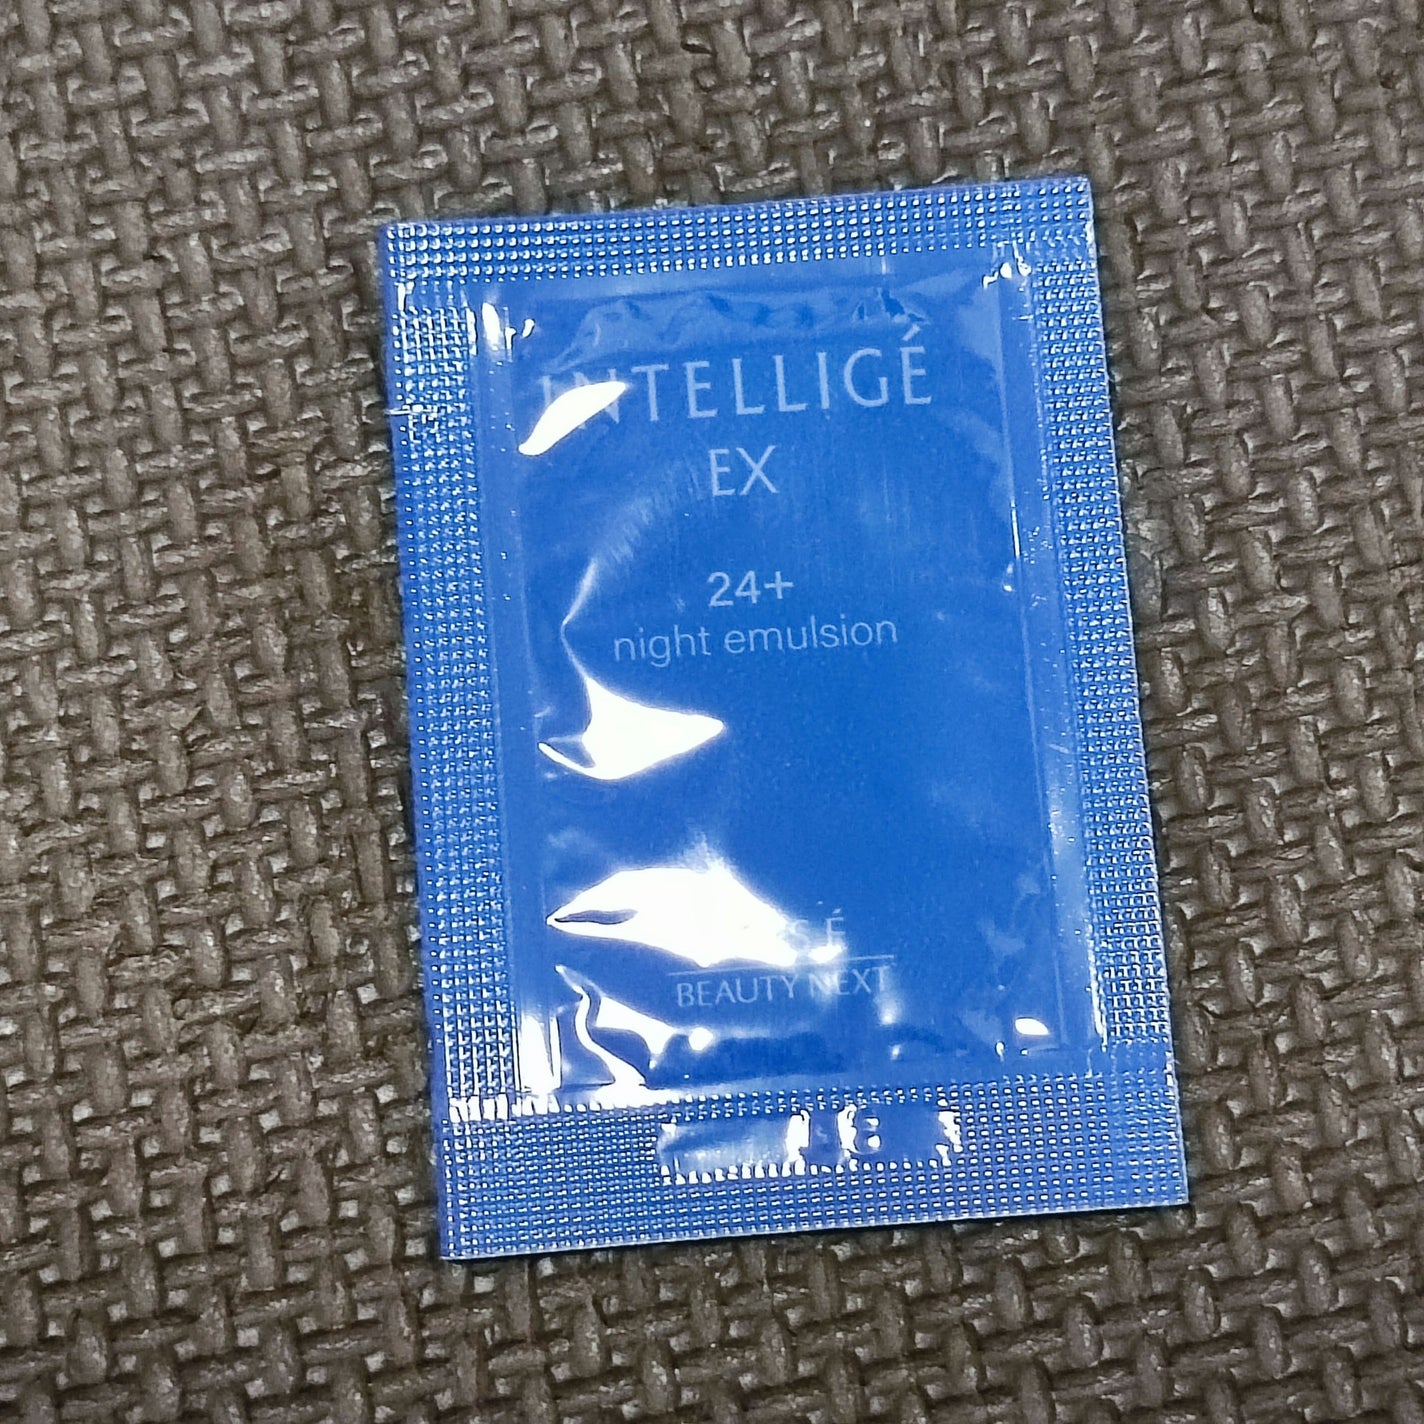 INTELLIGÉ
EX
24+
night emulsion
BEAUTY NEXT